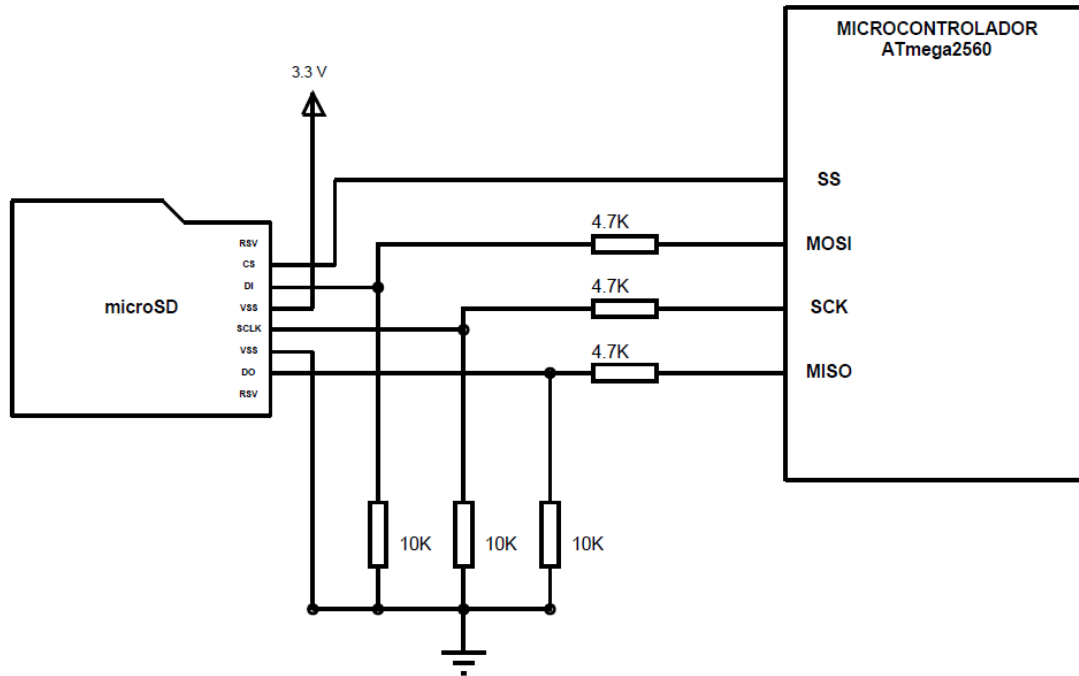 MICROCONTROLADOR
ATmega2560
3.3 V
SS
4.7K
MOSI
RSV
CS
DI
4.7K
microSD
VSS
SCK
SCLK
VSS
4.7K
DO
MISO
RSV
10K
10K
10K